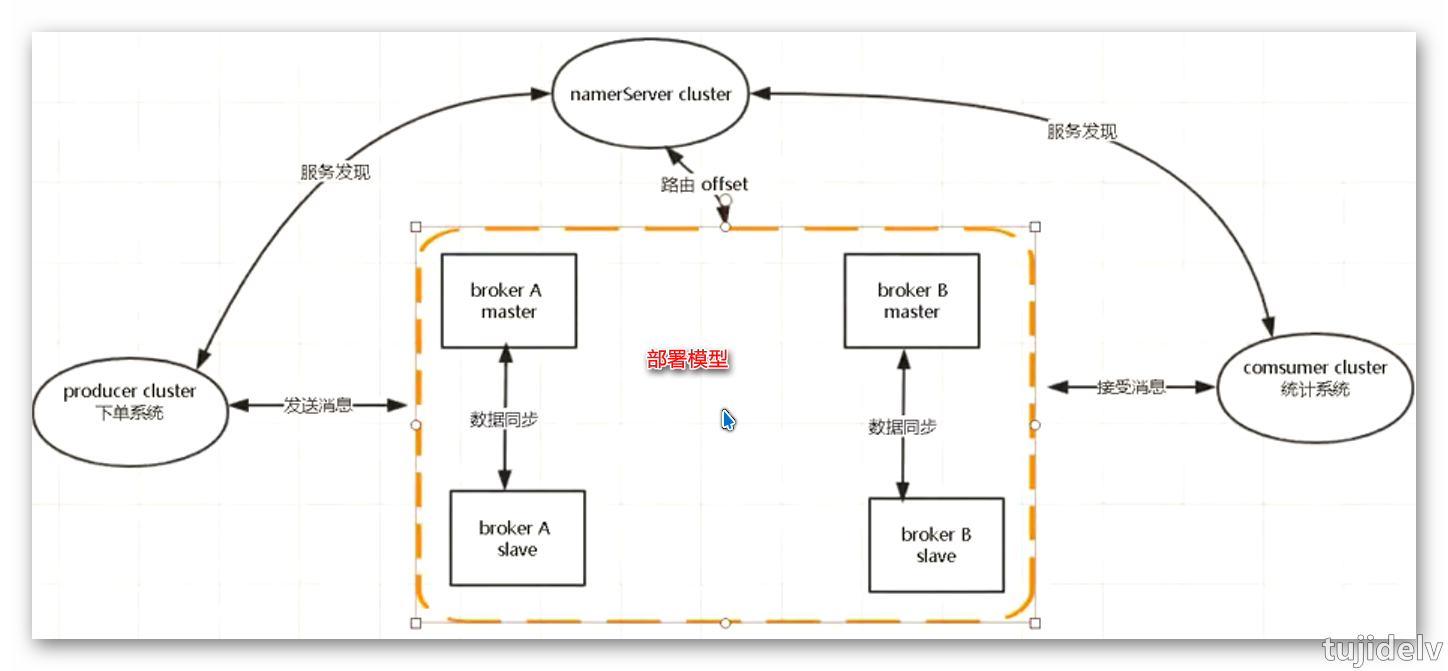 namerServer cluster
服务发现
服务发现
路由 offset
broker A
master
broker B
master
部署模型
producer cluster
下单系统
发送消息
接受消息
comsumer cluster
统计系统
数据同步
数据同步
broker A
slave
broker B
slave
tujidelv